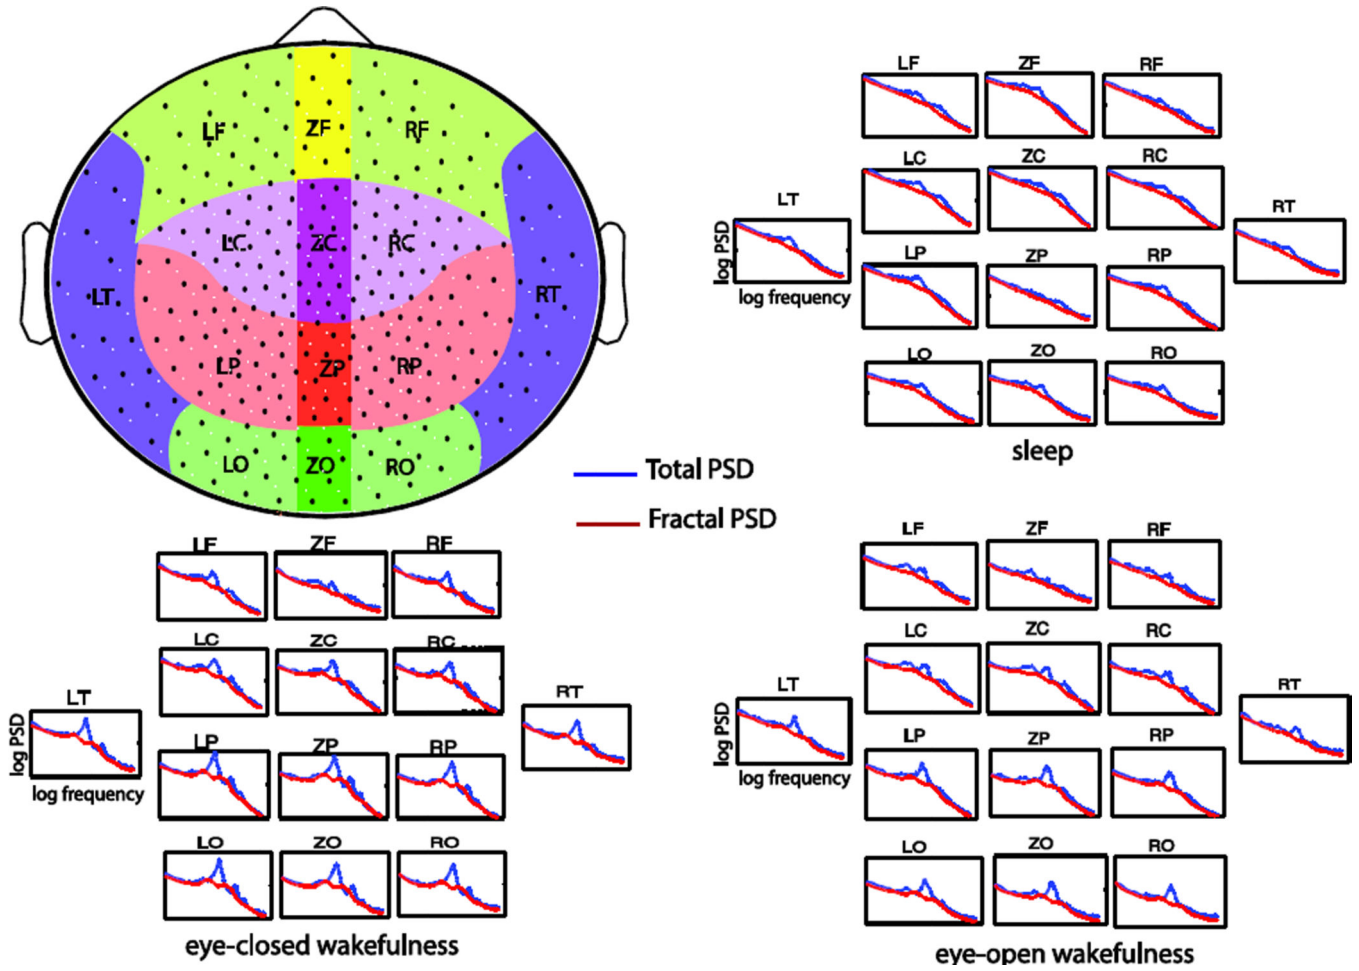 LF ZF RF
LC ZC RC
LT RT
LP ZP RP
LO ZO RO
Total PSD
Fractal PSD
LF ZF RF
LC ZC RC
LT RT
log PSD
log frequency
LP ZP RP
LO ZO RO
sleep
LF ZF RF
LC ZC RC
LT RT
log PSD
log frequency
LP ZP RP
LO ZO RO
eye-closed wakefulness
LF ZF RF
LC ZC RC
LT RT
log PSD
log frequency
LP ZP RP
LO ZO RO
eye-open wakefulness